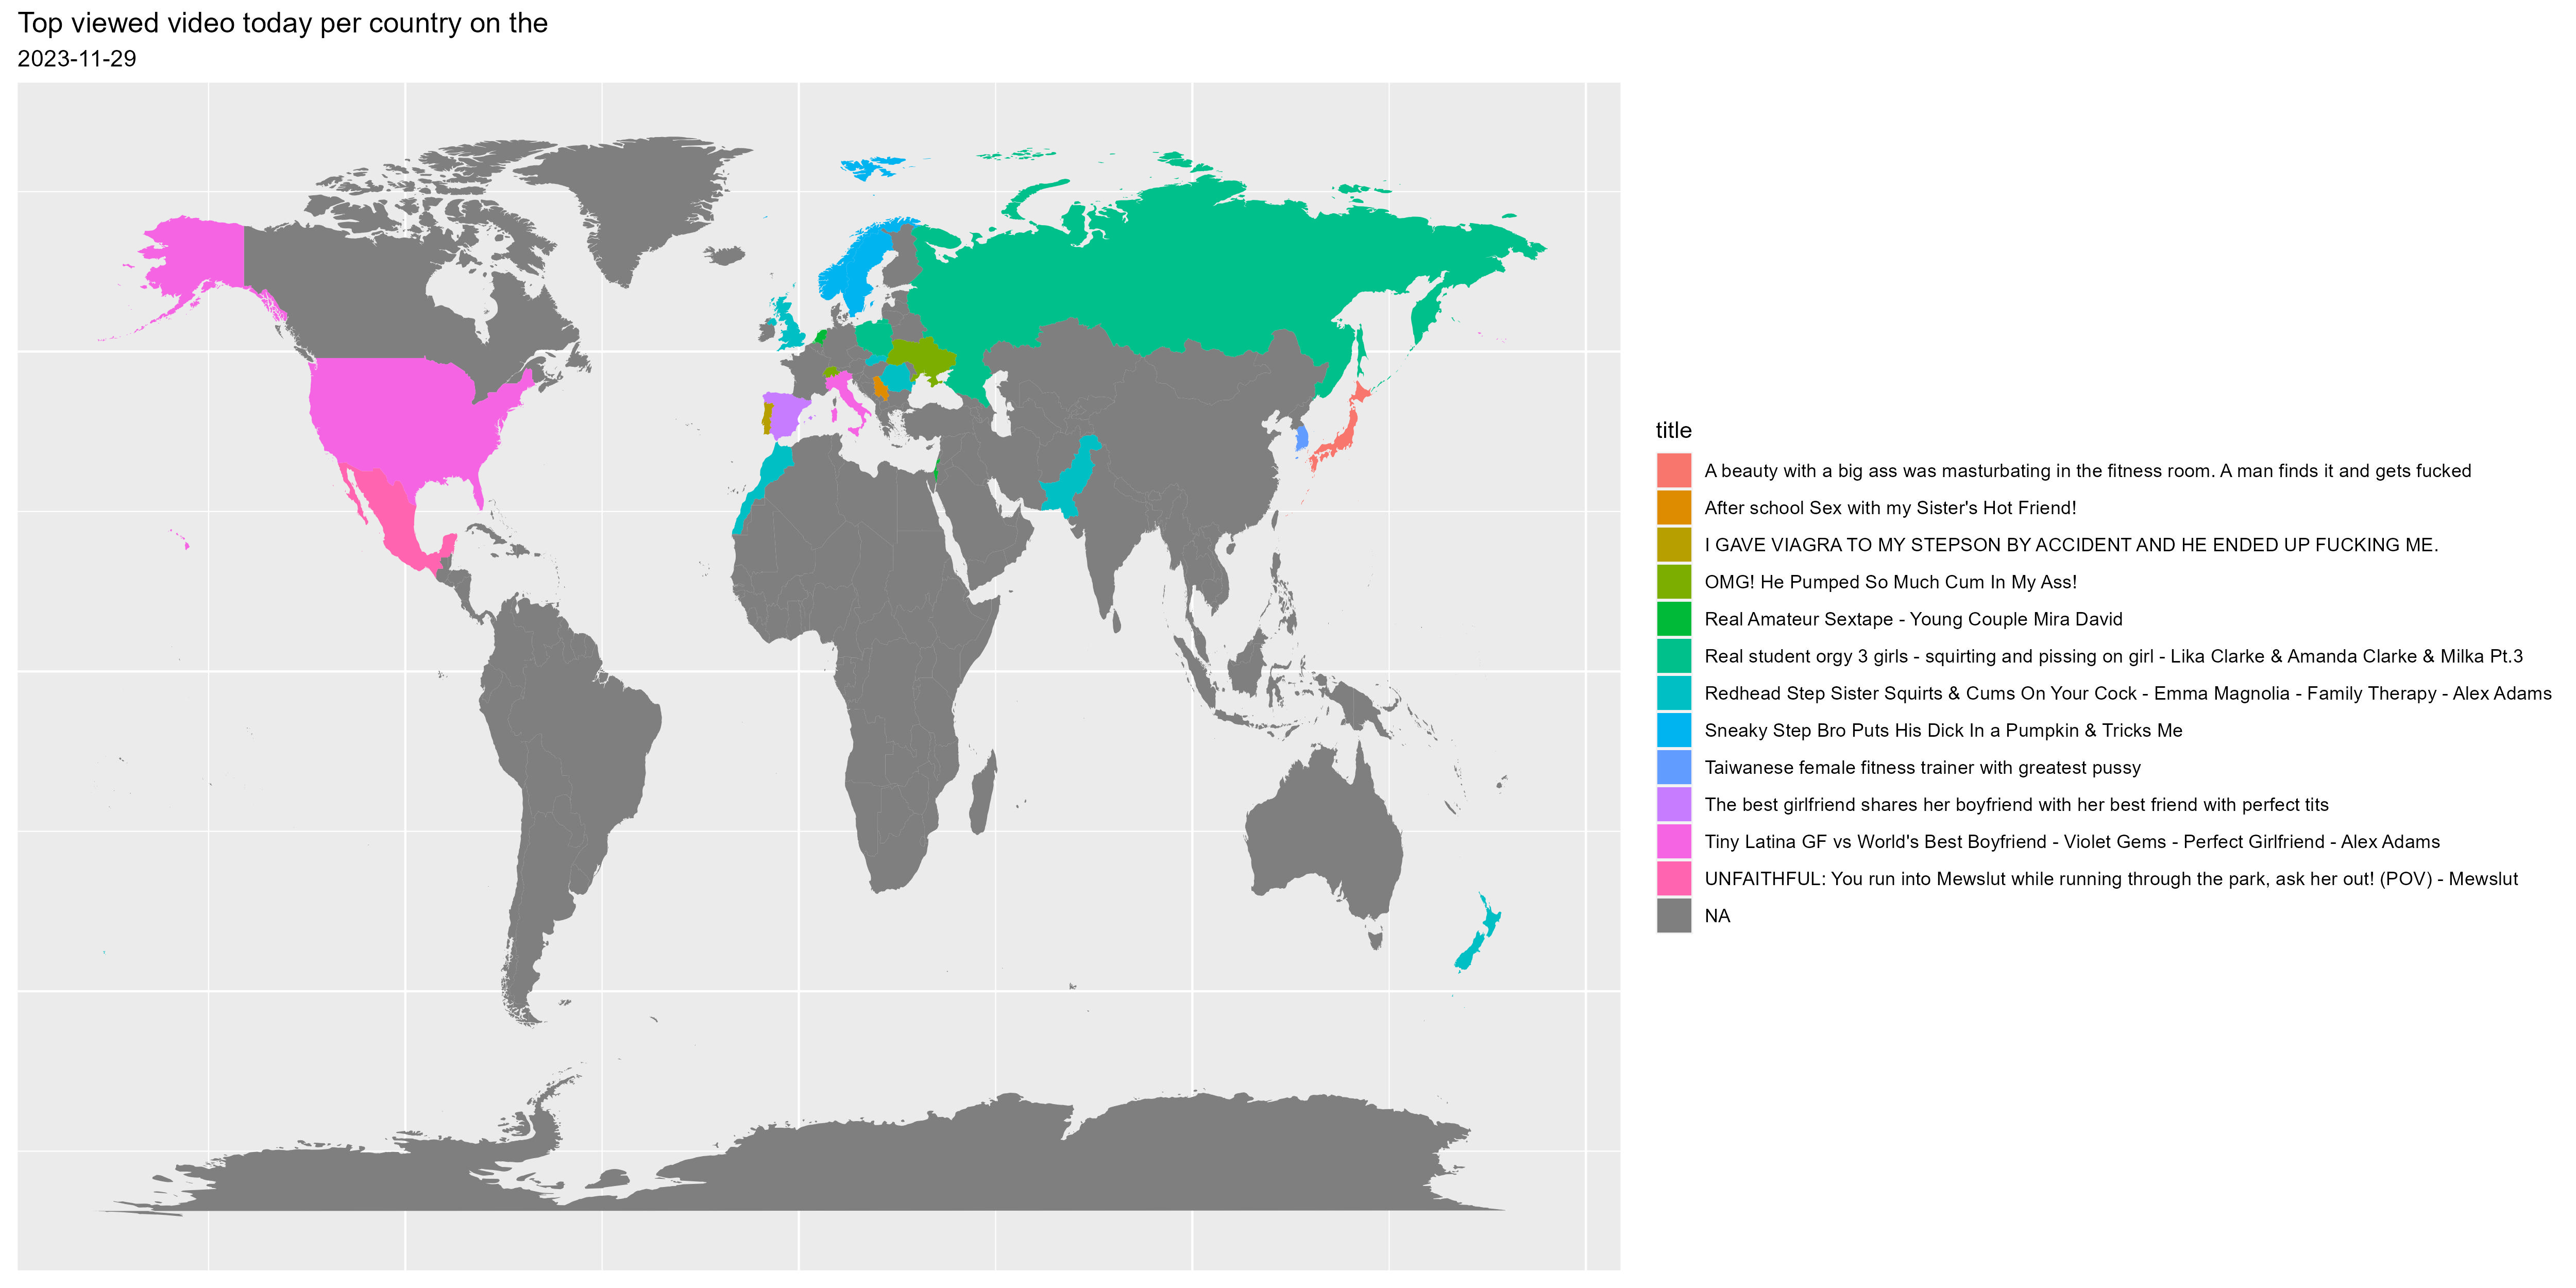 Top viewed video today per country on the
2023-11-29
title
A beauty with a big ass was masturbating in the fitness room. A man finds it and gets fucked
After school Sex with my Sister's Hot Friend!
I GAVE VIAGRA TO MY STEPSON BY ACCIDENT AND HE ENDED UP FUCKING ME.
OMG! He Pumped So Much Cum In My Ass!
Real Amateur Sextape - Young Couple Mira David
Real student orgy 3 girls - squirting and pissing on girl - Lika Clarke & Amanda Clarke & Milka Pt.3
Redhead Step Sister Squirts & Cums On Your Cock - Emma Magnolia - Family Therapy - Alex Adams
Sneaky Step Bro Puts His Dick In a Pumpkin & Tricks Me
Taiwanese female fitness trainer with greatest pussy
The best girlfriend shares her boyfriend with her best friend with perfect tits
Tiny Latina GF vs World's Best Boyfriend - Violet Gems - Perfect Girlfriend - Alex Adams
UNFAITHFUL: You run into Mewslut while running through the park, ask her out! (POV) - Mewslut
NA